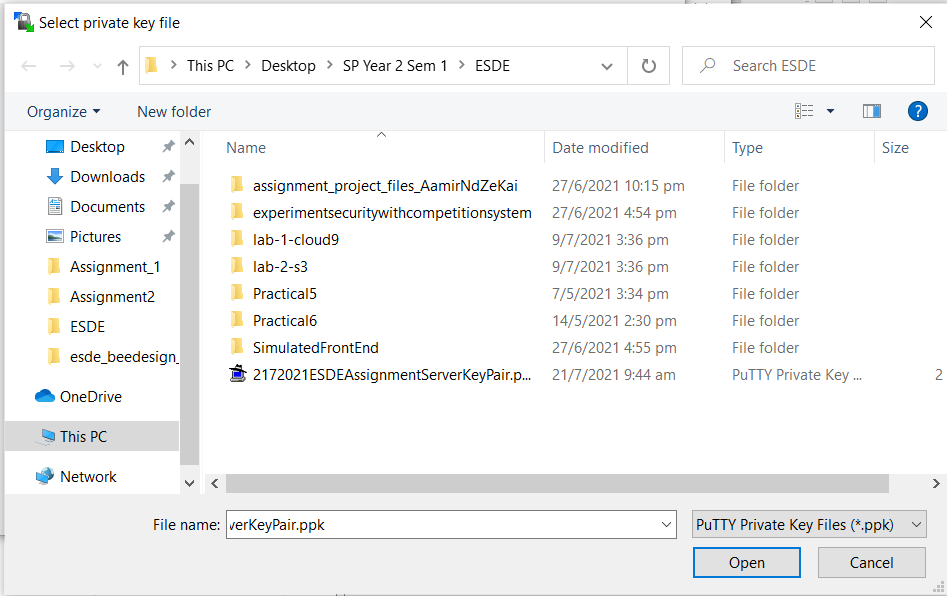 Select private key file
This PC > Desktop > SP Year 2 Sem 1 > ESDE
Search ESDE
Organize New folder
?
Desktop
Downloads
Documents
Pictures
Assignment_1
Assignment2
ESDE
esde_beedesign_
OneDrive
This PC
Network
Name Date modified Type Size
assignment_project_files_AamirNdZeKai 27/6/2021 10:15 pm File folder
experimentsecuritywithcompetitionsystem 27/6/2021 4:54 pm File folder
lab-1-cloud9 9/7/2021 3:36 pm File folder
lab-2-s3 9/7/2021 3:36 pm File folder
Practical5 7/5/2021 3:34 pm File folder
Practical6 14/5/2021 2:30 pm File folder
SimulatedFrontEnd 27/6/2021 4:55 pm File folder
2172021ESDEAssignmentServerKeyPair.p... 21/7/2021 9:44 am PuTTY Private Key ... 2
File name: verKeyPair.ppk PuTTY Private Key Files (*.ppk)
Open Cancel